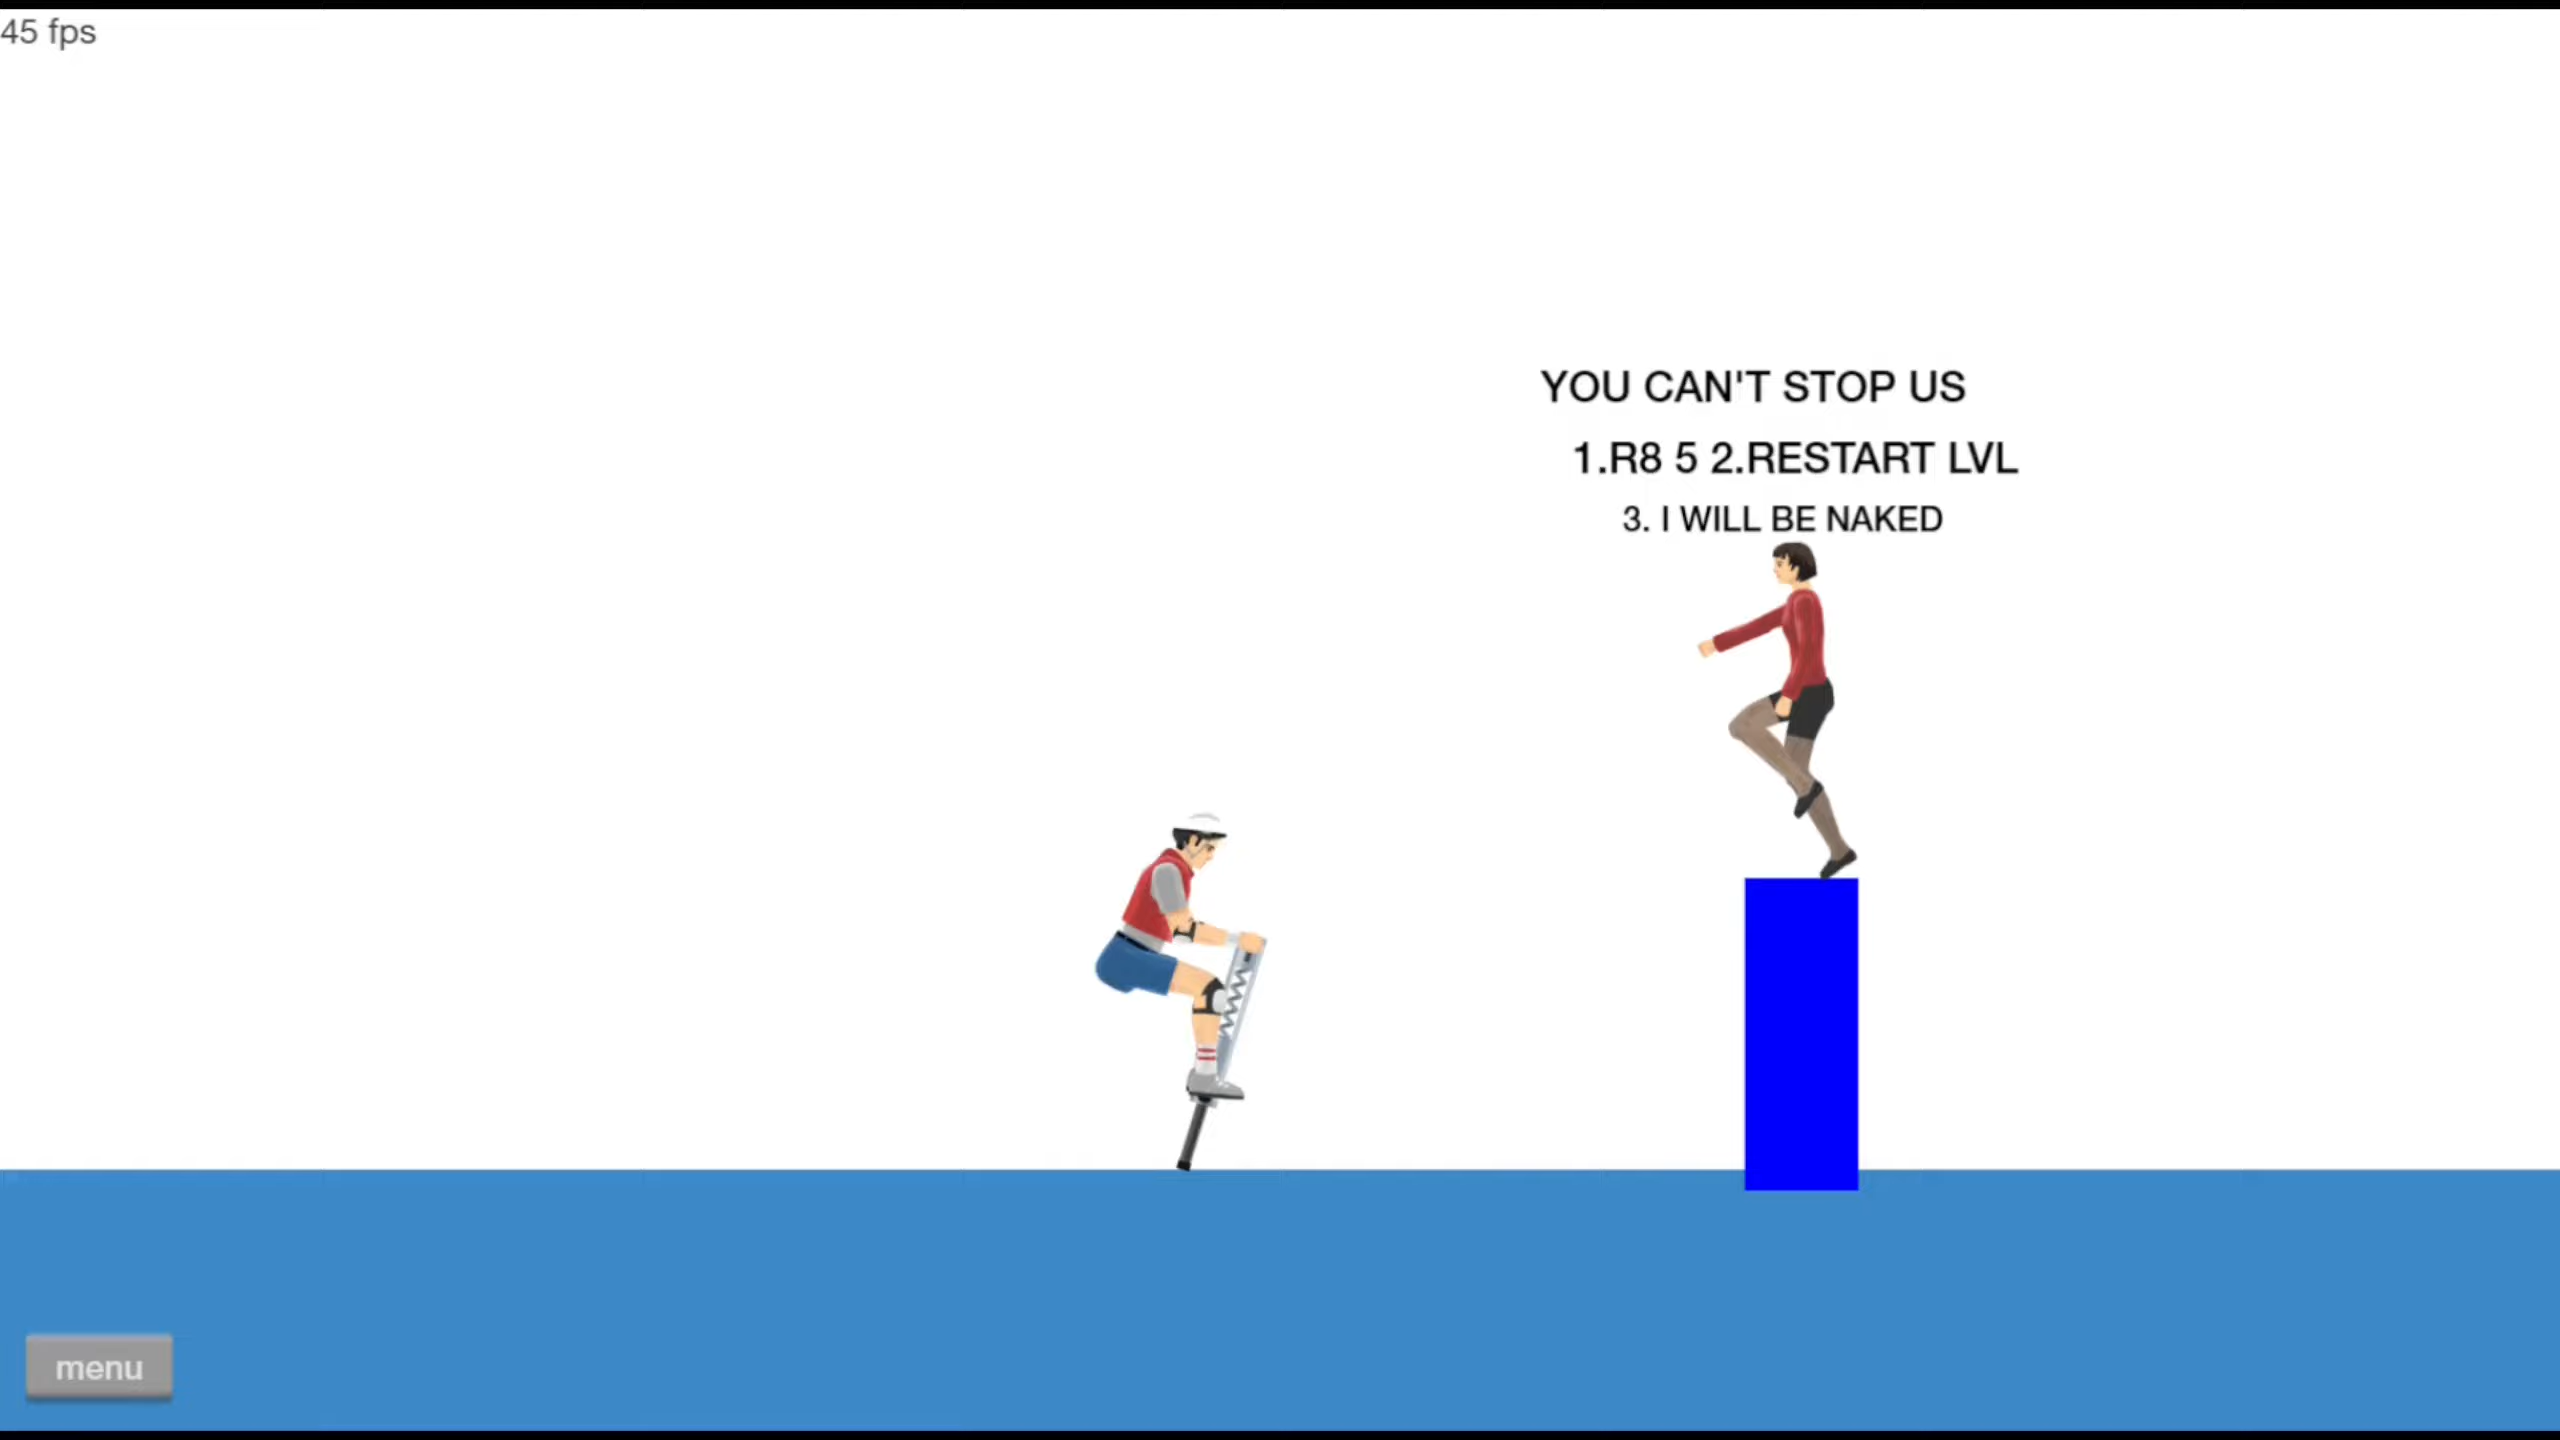 45 fps
YOU CAN'T STOP US
1.R8 5 2.RESTART LVL
3. I WILL BE NAKED
menu